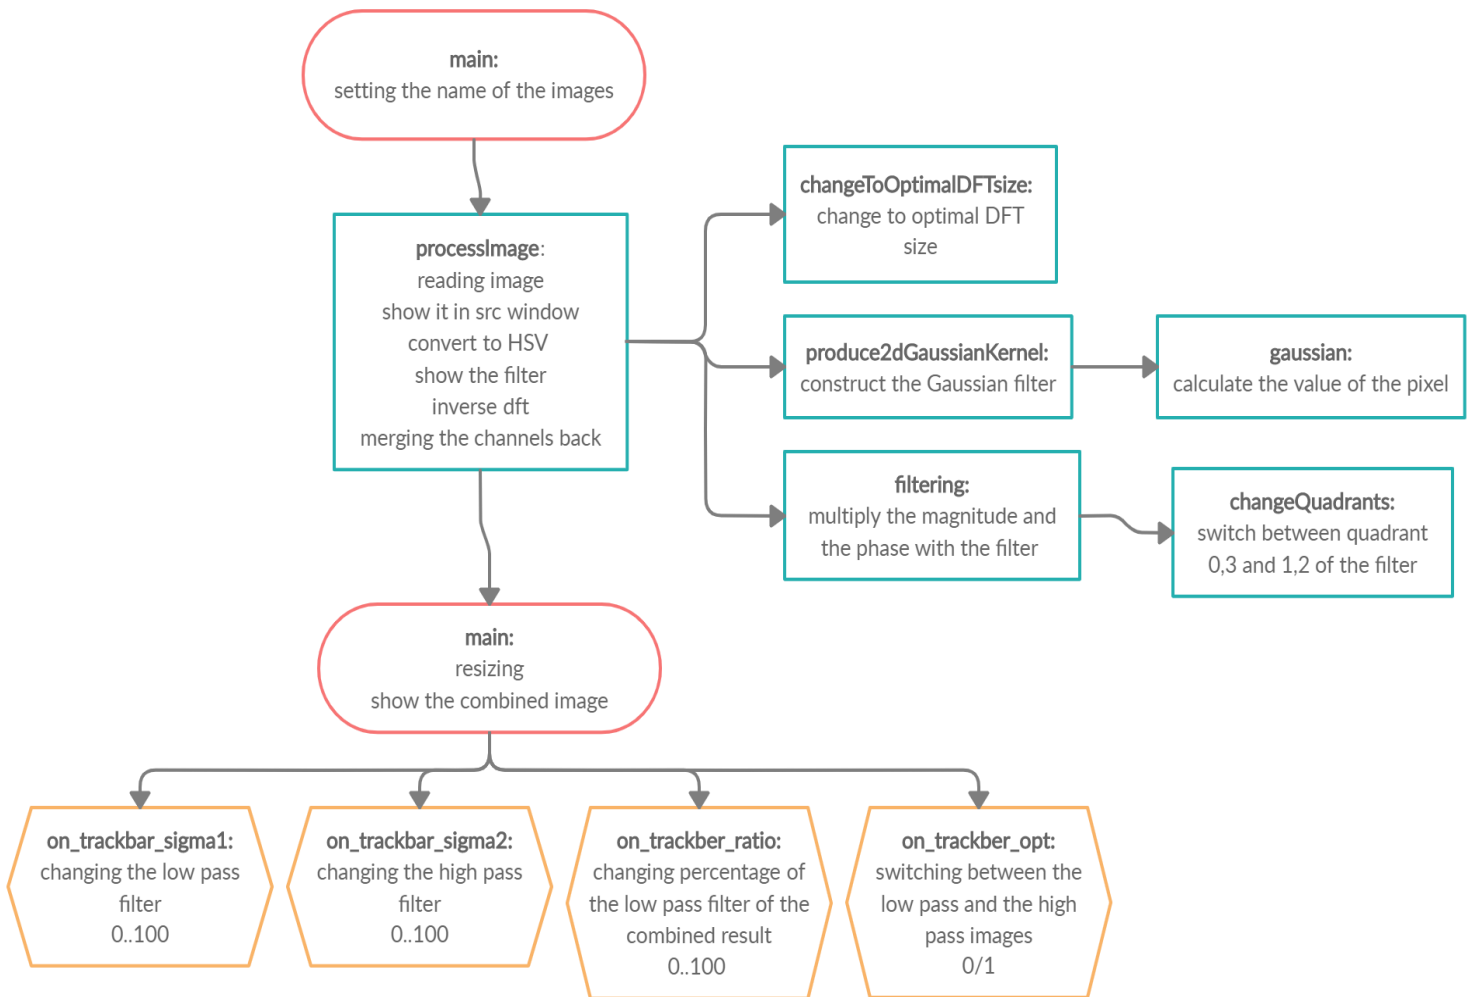 main:
setting the name of the images
processImage:
reading image
show it in src window
convert to HSV
show the filter
inverse dft
merging the channels back
changeToOptimalDFTsize:
change to optimal DFT
size
produce2dGaussianKernel:
construct the Gaussian filter
gaussian:
calculate the value of the pixel
filtering:
multiply the magnitude and
the phase with the filter
changeQuadrants:
switch between quadrant
0,3 and 1,2 of the filter
main:
resizing
show the combined image
on_trackbar_sigma1:
changing the low pass
filter
0..100
on_trackbar_sigma2:
changing the high pass
filter
0..100
on_trackber_ratio:
changing percentage of
the low pass filter of the
combined result
0..100
on_trackber_opt:
switching between the
low pass and the high
pass images
0/1